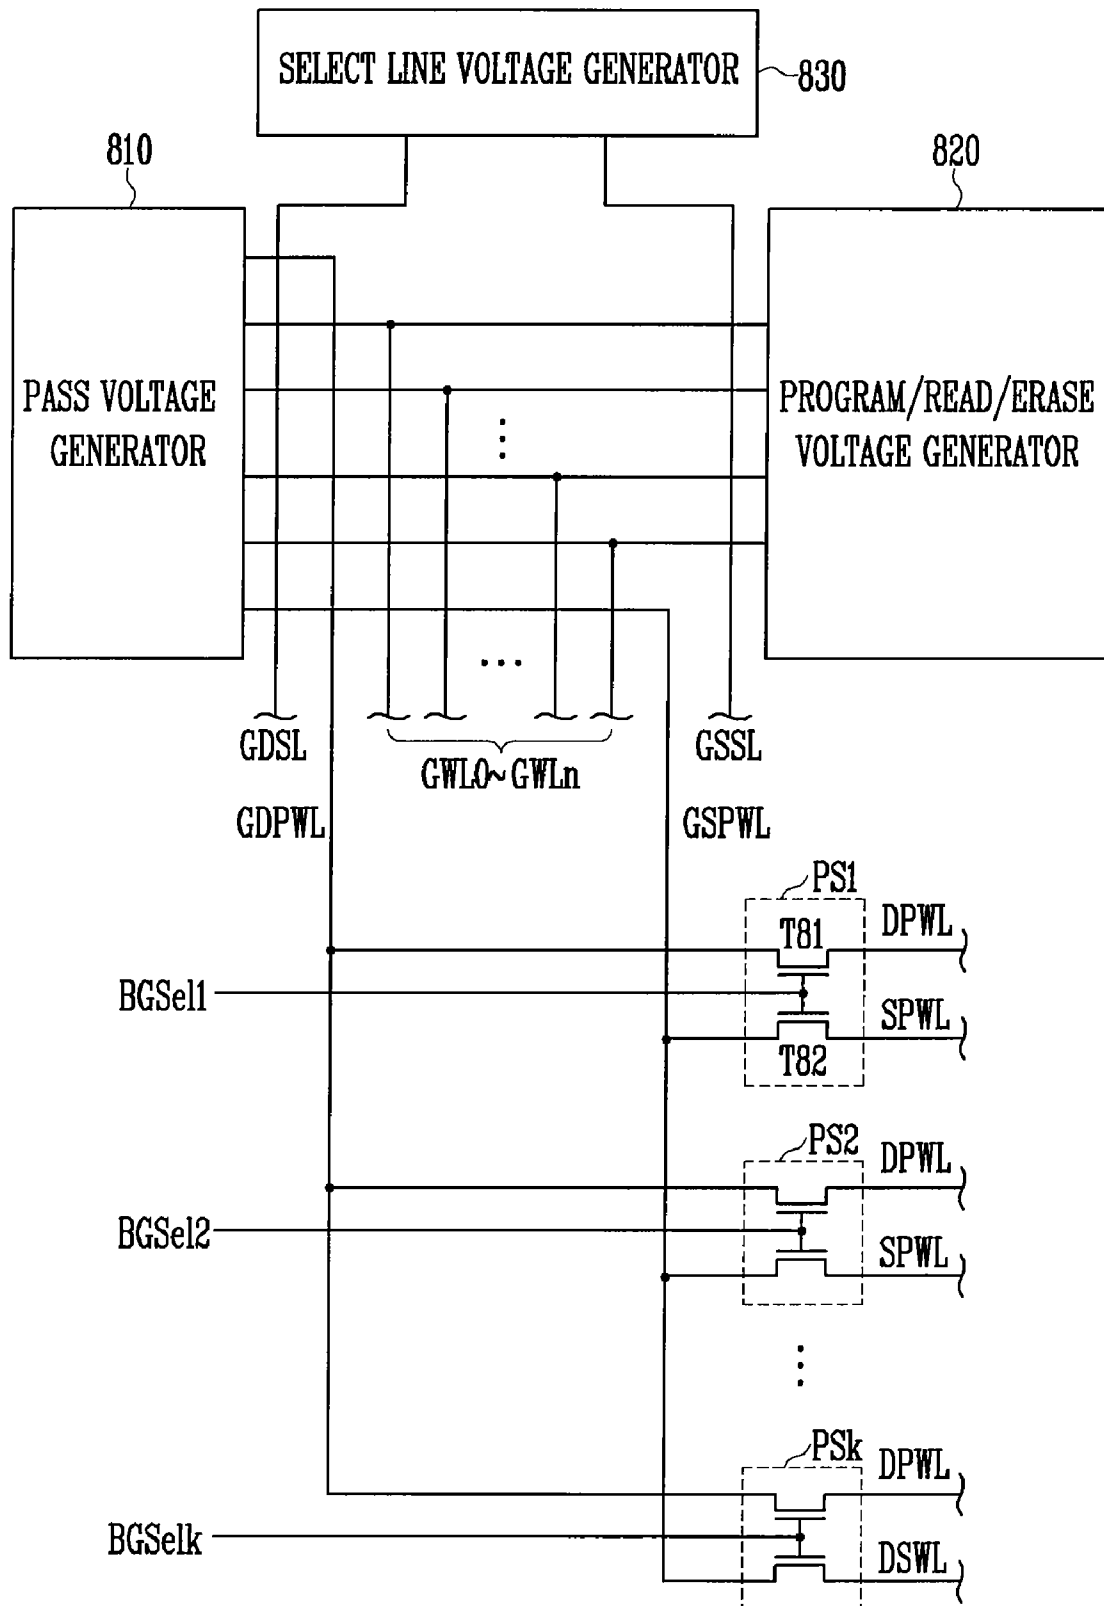 SELECT LINE VOLTAGE GENERATOR
830
810
820
PASS VOLTAGE
GENERATOR
PROGRAM/READ/ERASE
VOLTAGE GENERATOR
GDSL
GWL0~GWLn
GSSL
GDPWL
GSPWL
PS1
T81
DPWL
BGSel1
SPWL
T82
PS2
DPWL
BGSel2
SPWL
PSk
DPWL
BGSelk
DSWL